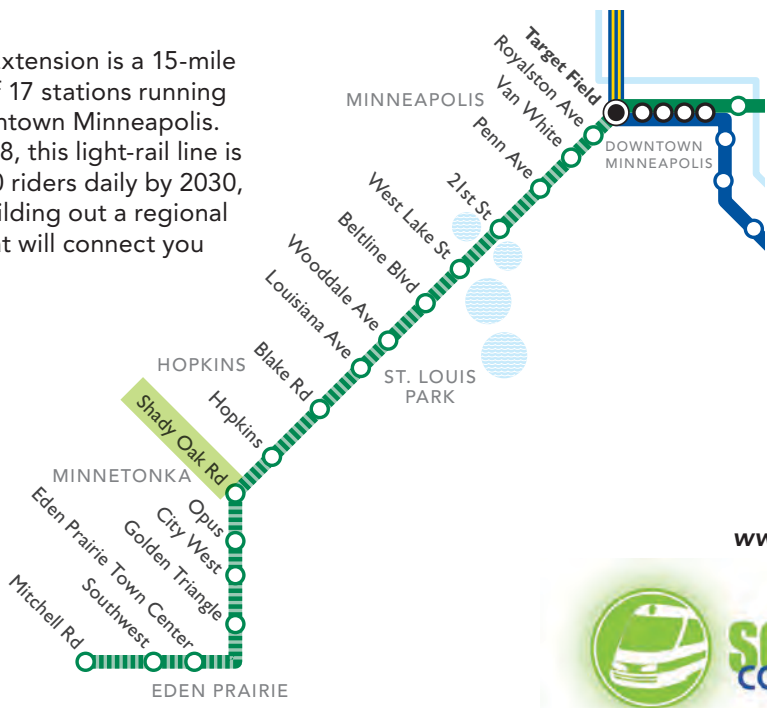 xtension is a 15-mile
17 stations running
ntown Minneapolis.
8, this light-rail line is
0 riders daily by 2030,
ilding out a regional
t will connect you
Target Field
Royalston Ave
Van White
MINNEAPOLIS
Penn Ave
DOWNTOWN
MINNEAPOLIS
21st St
West Lake St
Beltline Blvd
Wooddale Ave
Louisiana Ave
ST. LOUIS
PARK
HOPKINS
Blake Rd
Hopkins
Shady Oak Rd
MINNETONKA
Opus
City West
Golden Triangle
Eden Prairie Town Center
Southwest
Mitchell Rd
EDEN PRAIRIE
ww
SO
CO